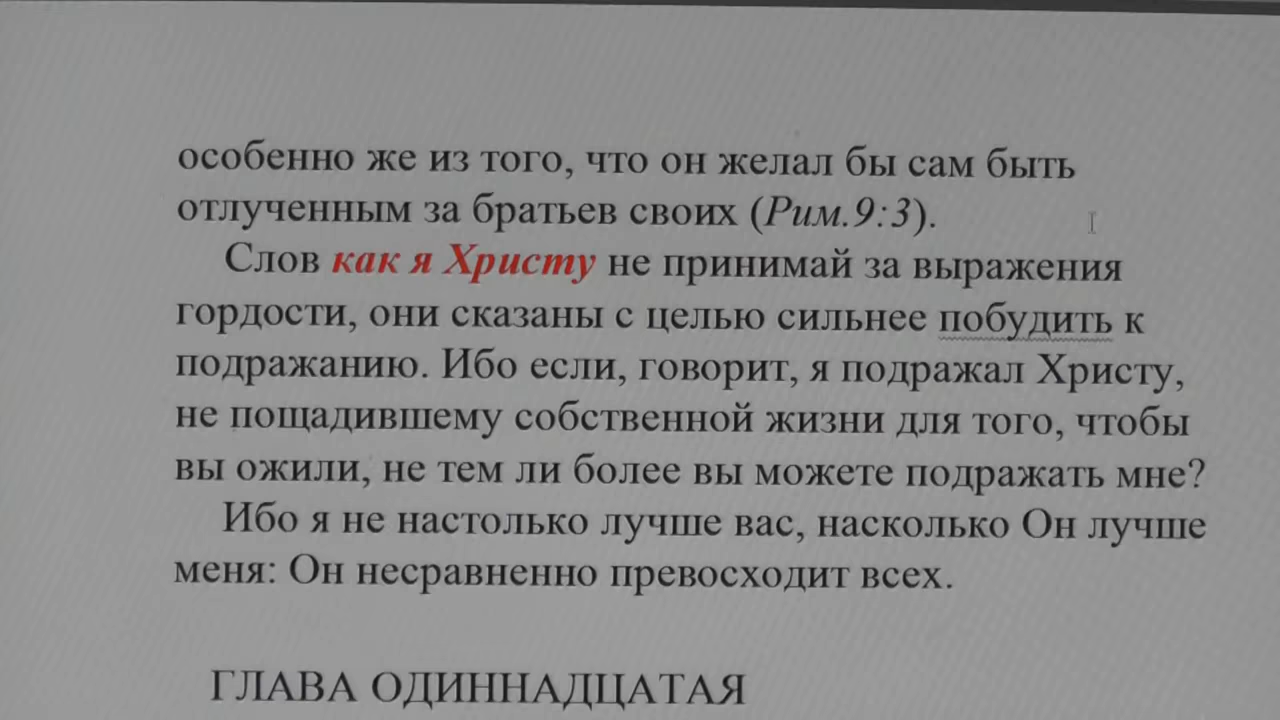 особенно же из того, что он желал бы сам быть
отлученным за братьев своих (Рим.9:3).
Слов как я Христу не принимай за выражения
гордости, они сказаны с целью сильнее побудить к
подражанию. Ибо если, говорит, я подражал Христу,
не пощадившему собственной жизни для того, чтобы
вы ожили, не тем ли более вы можете подражать мне?
Ибо я не настолько лучше вас, насколько Он лучше
меня: Он несравненно превосходит всех.
ГЛАВА ОДИННАДЦАТАЯ